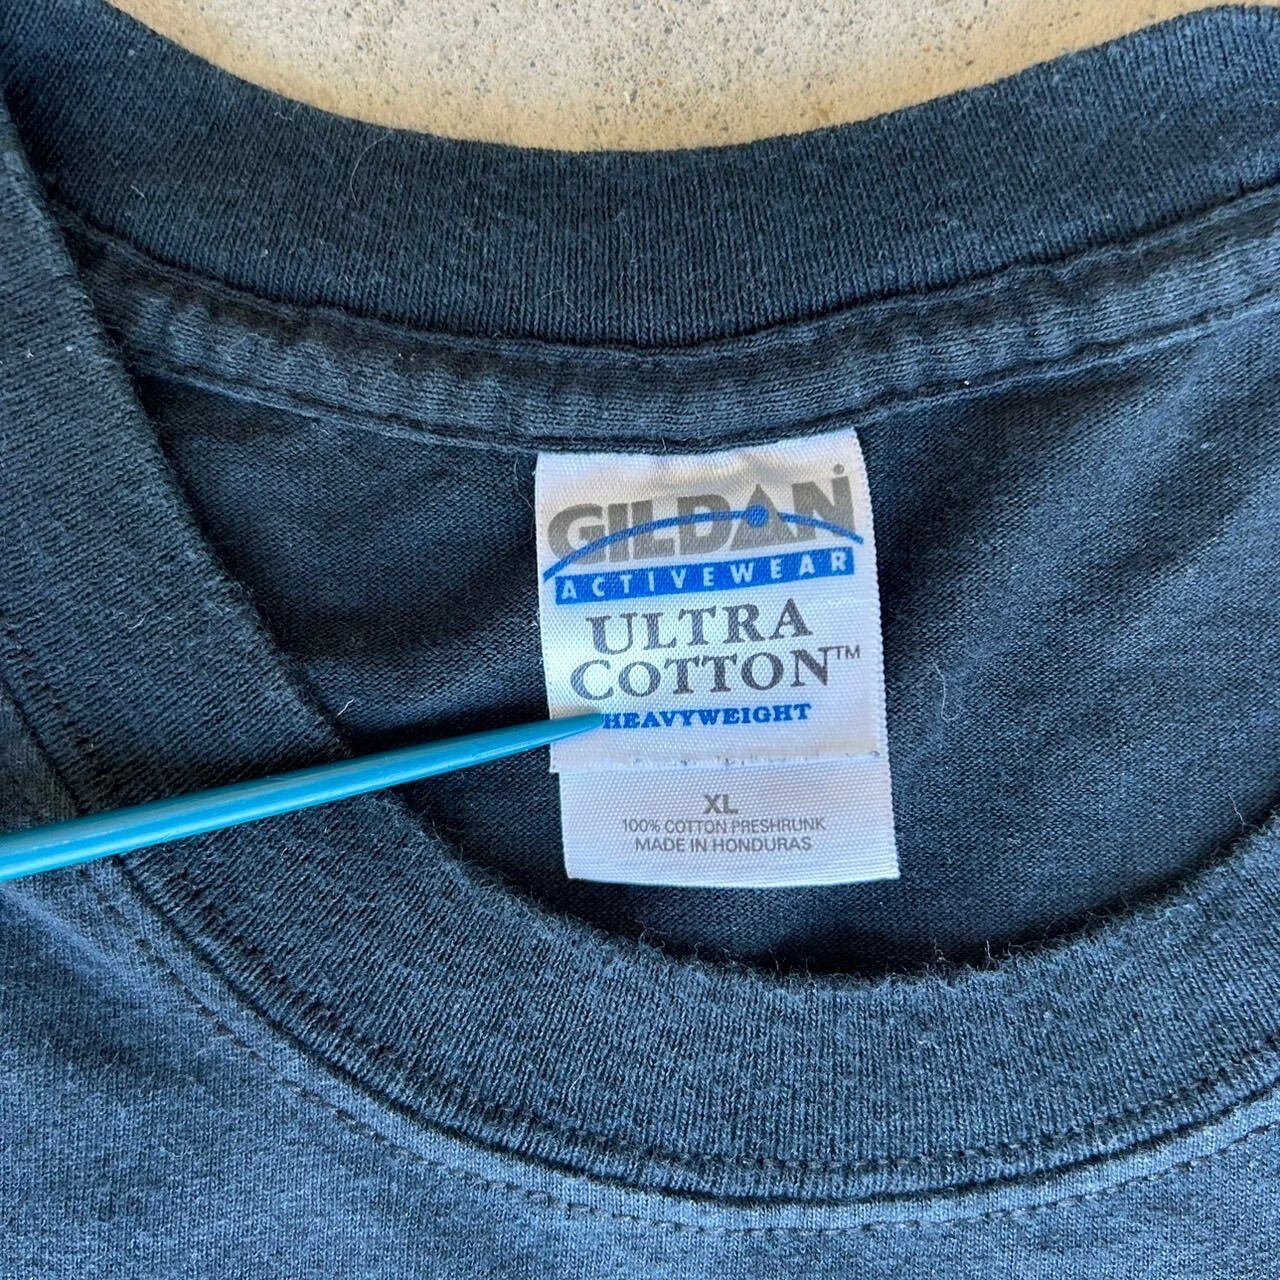 GILDAN
ACTIVEWEAR
ULTRA
COTTON™
HEAVYWEIGHT
XL
100% COTTON PRESHRUNK
MADE IN HONDURAS